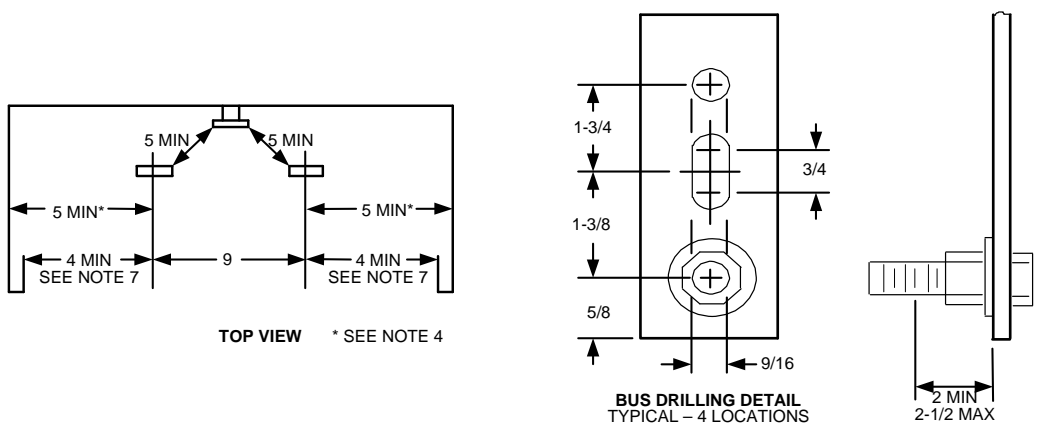 5 MIN
5 MIN
5 MIN*
5 MIN*
4 MIN
SEE NOTE 7
9
4 MIN
SEE NOTE 7
TOP VIEW * SEE NOTE 4
1-3/4
3/4
1-3/8
5/8
9/16
BUS DRILLING DETAIL
TYPICAL – 4 LOCATIONS
2 MIN
2-1/2 MAX